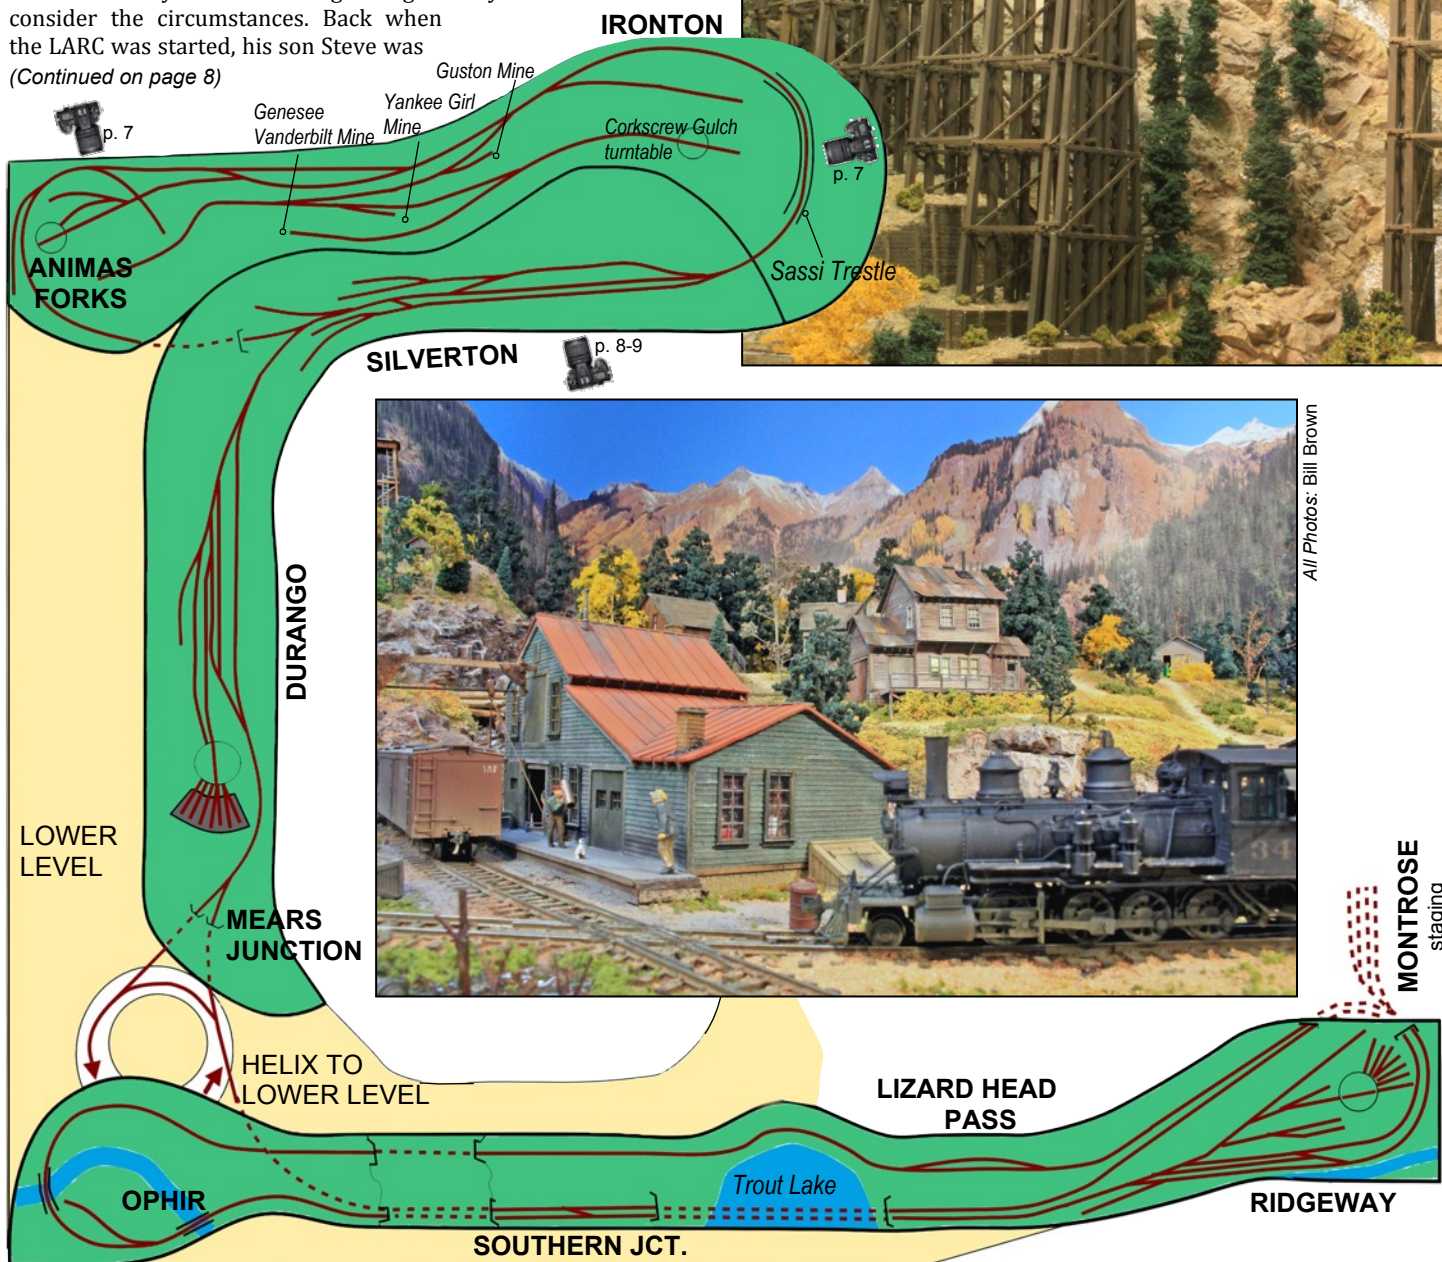 consider the circumstances. Back when
the LARC was started, his son Steve was
(Continued on page 8)
IRONTON
Guston Mine
Yankee Girl
Mine
Genesee
Vanderbilt Mine
p. 7
Corkscrew Gulch
turntable
p. 7
Sassi Trestle
ANIMAS
FORKS
SILVERTON
p. 8-9
All Photos: Bill Brown
DURANGO
LOWER
LEVEL
MEARS
JUNCTION
HELIX TO
LOWER LEVEL
34
MONTROSE
staging
LIZARD HEAD
PASS
Trout Lake
OPHIR
RIDGEWAY
SOUTHERN JCT.